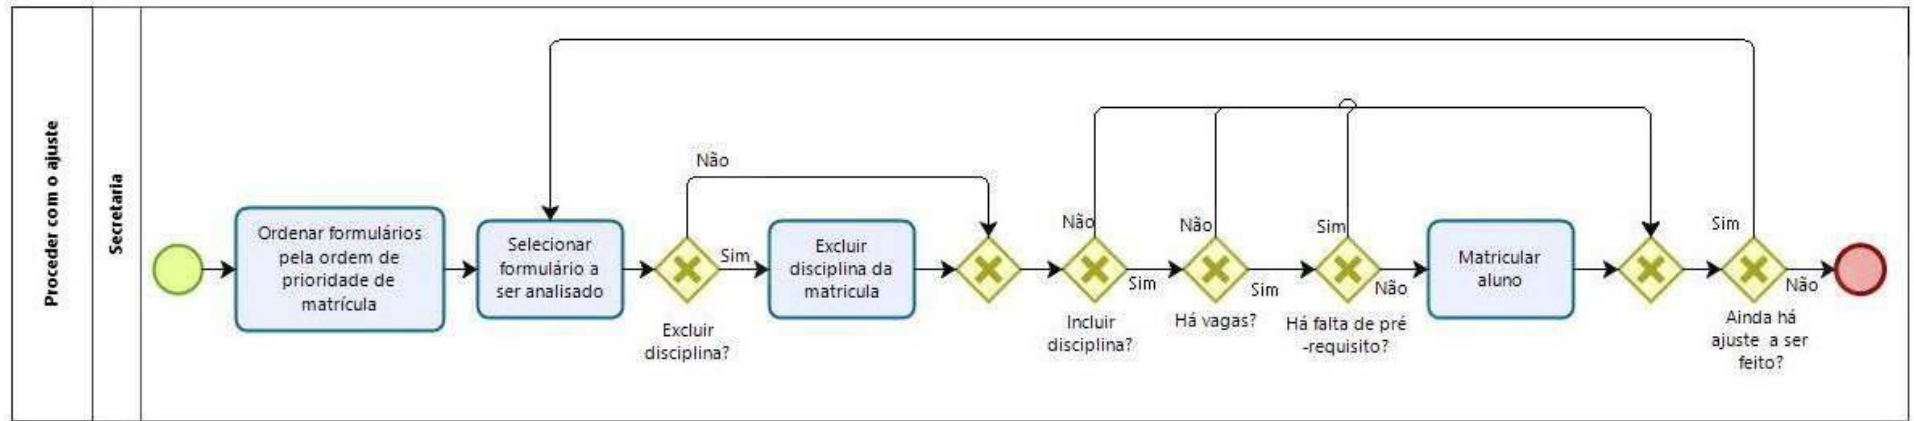 Proceder com o ajuste
Secretaria
Ordenar formulários
pela ordem de
prioridade de
matrícula
Selecionar
formulário a
ser analisado
Não
Sim
Excluir
disciplina?
Excluir
disciplina da
matricula
Não
Sim
Incluir
disciplina?
Não
Sim
Há vagas?
Sim
Não
Há falta de pré
-requisito?
Matricular
aluno
Sim
Não
Ainda há
ajuste a ser
feito?